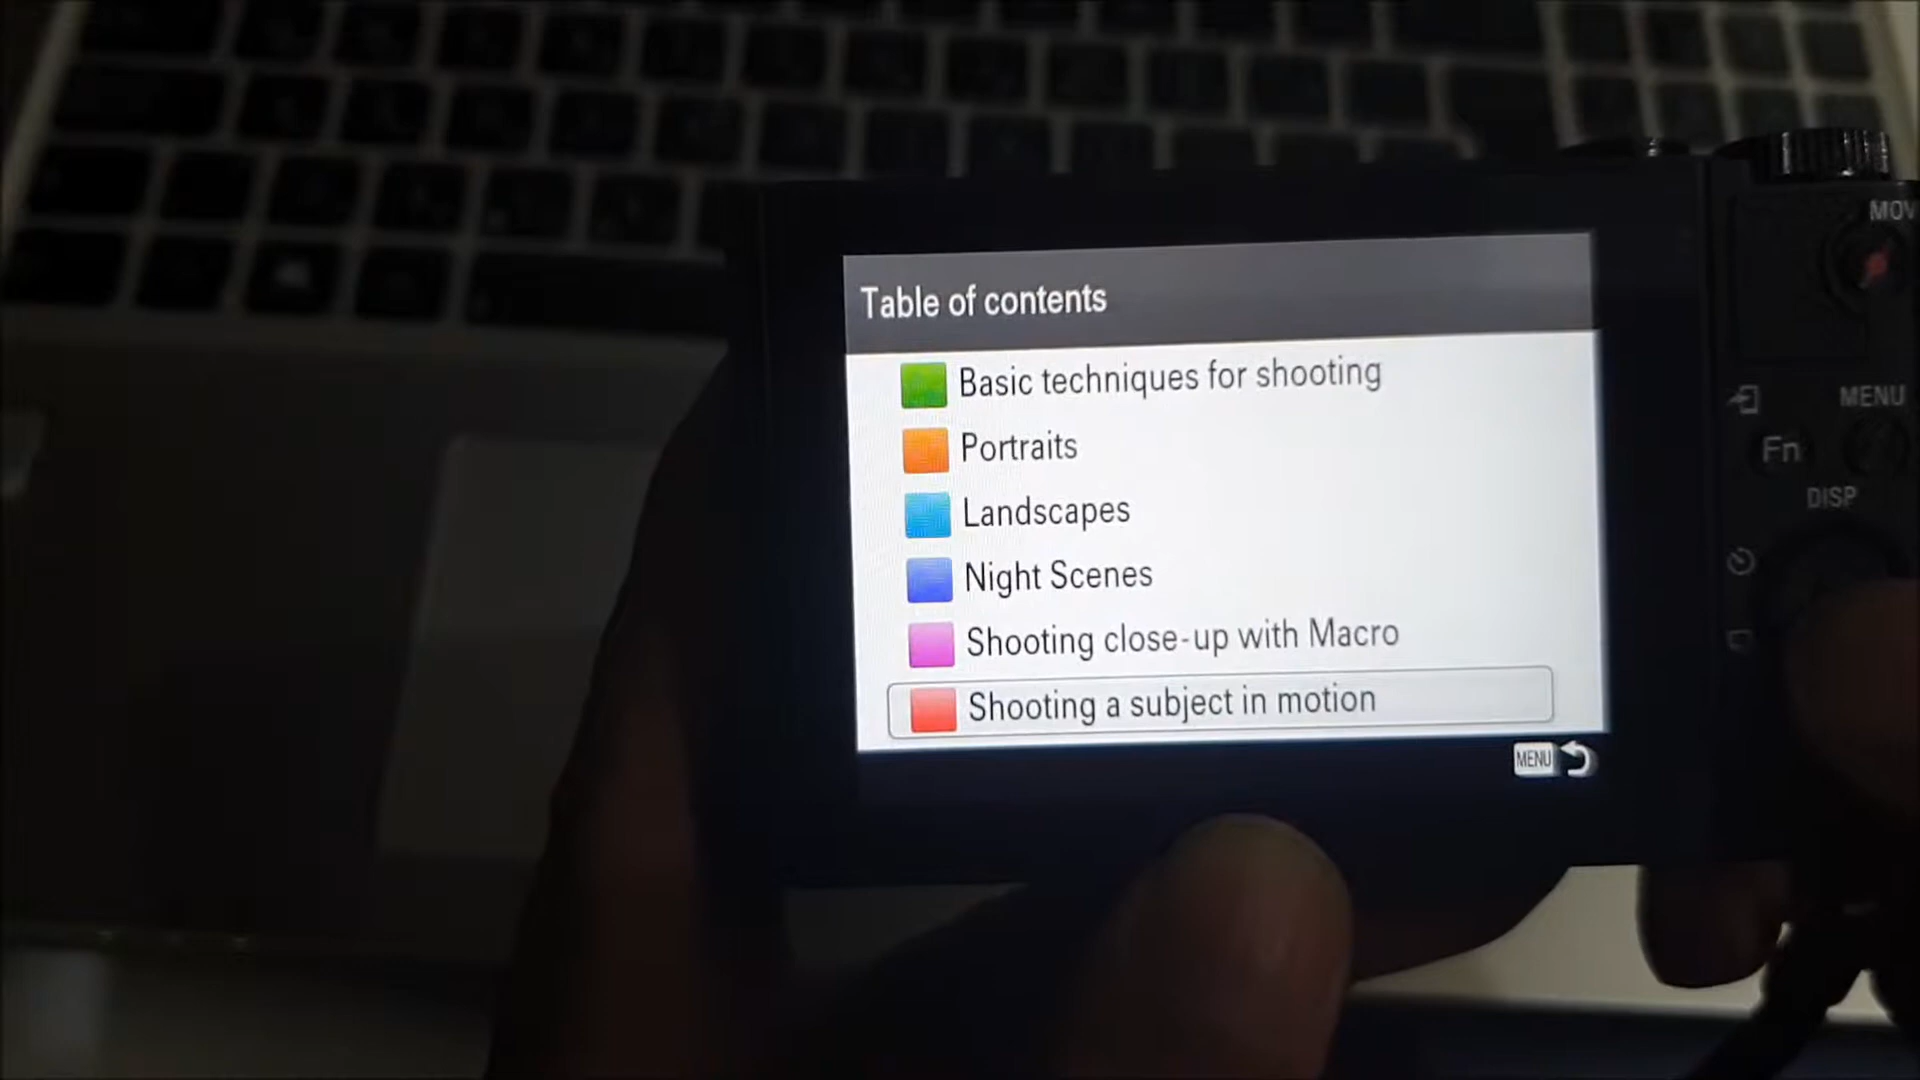 Table of contents
Basic techniques for shooting
Portraits
Landscapes
Night Scenes
Shooting close-up with Macro
Shooting a subject in motion
MENU
MOV
MENU
Fn
DISP